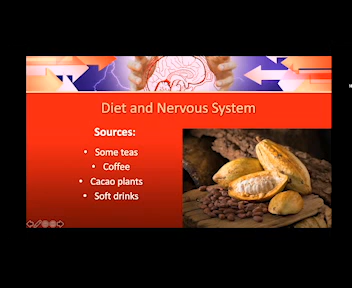 Diet and Nervous System
Sources:
• Some teas
• Coffee
• Cacao plants
• Soft drinks